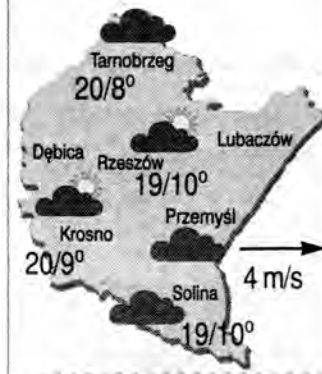 Tarnobrzeg
20/8°
Lubaczów
Dębica
Rzeszów
19/10°
Przemyśl
Krosno
20/9°
4 m/s
Solina
19/10°